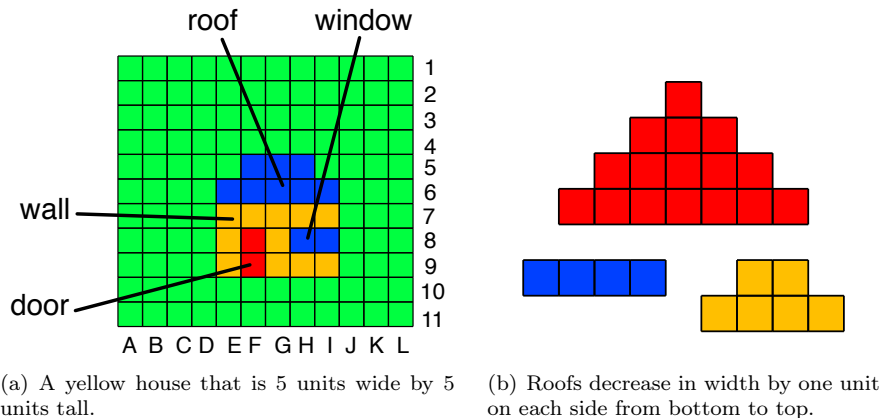 roof window
1
2
3
4
5
6
wall
7
8
9
door
10
11
A B C D E F G H I J K L
(a) A yellow house that is 5 units wide by 5
units tall.
(b) Roofs decrease in width by one unit
on each side from bottom to top.